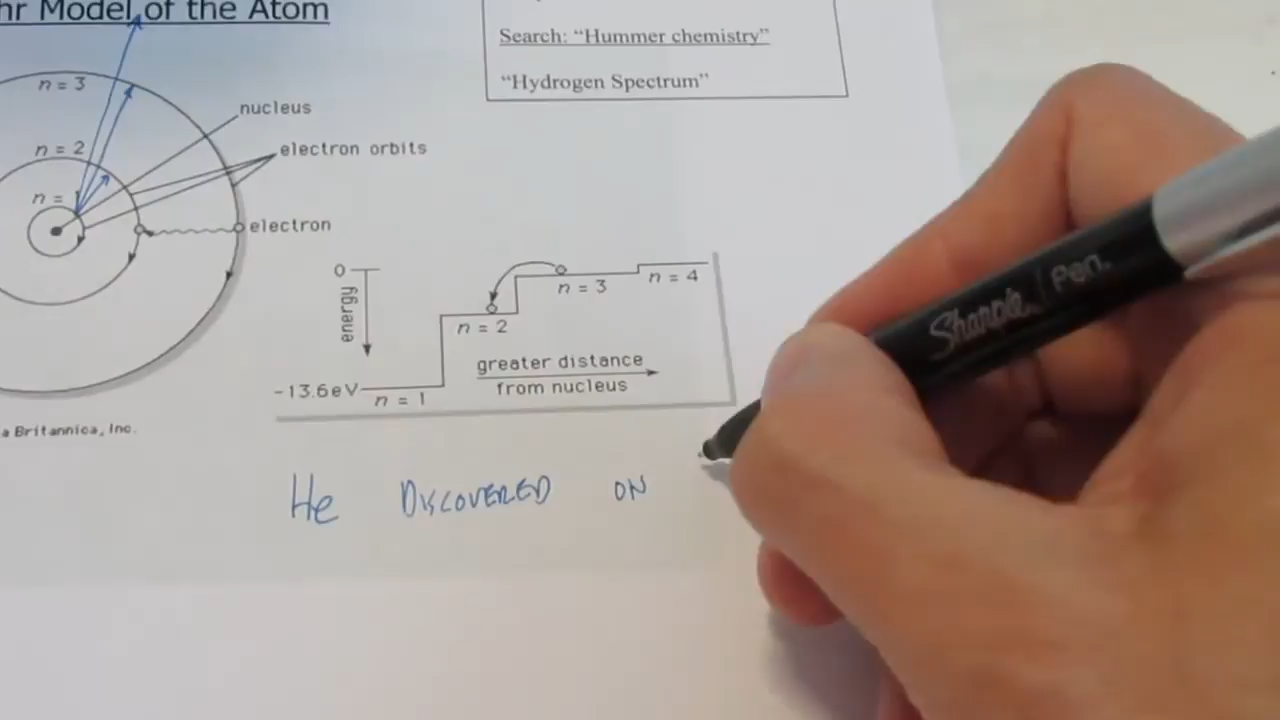 hr Model of the Atom
Search: “Hummer chemistry”
“Hydrogen Spectrum”
n = 3
nucleus
n = 2
electron orbits
n = 1
electron
0
energy
n = 4
n = 3
n = 2
greater distance
from nucleus
-13.6eV
n = 1
a Britannica, Inc.
He DISCOVERED ON
Sharpie Pen.